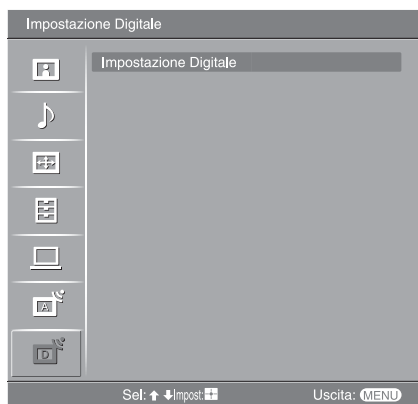 Impostazione Digitale
Impostazione Digitale
A
D
Sel: Impost: Uscita: MENU